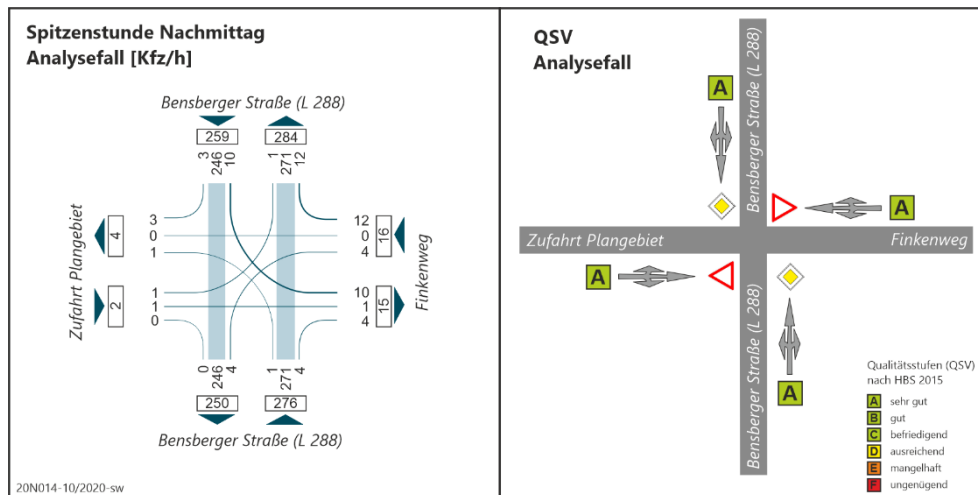 Spitzenstunde Nachmittag
Analysefall [Kfz/h]
Bensberger Straße (L 288)
259 284
3 246 10 1 271 12
Zufahrt Plangebiet
4
2
3
0
1
1
1
0
12
0
4
10
1
4
16
15
Finkenweg
0 246 4 1 271 4
250 276
Bensberger Straße (L 288)
20N014-10/2020-sw
QSV
Analysefall
A
Bensberger Straße (L 288)
A
Zufahrt Plangebiet Finkenweg
A
Bensberger Straße (L 288)
A
Qualitätsstufen (QSV)
nach HBS 2015
A sehr gut
B gut
C befriedigend
D ausreichend
E mangelhaft
F ungenügend